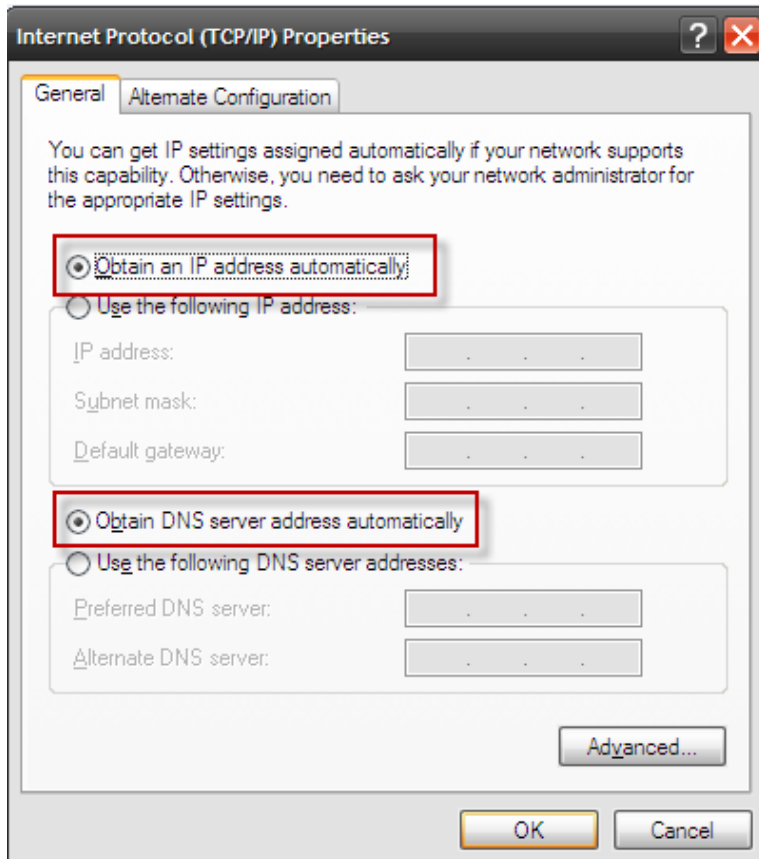 Internet Protocol (TCP/IP) Properties
?
General
Alternate Configuration
You can get IP settings assigned automatically if your network supports
this capability. Otherwise, you need to ask your network administrator for
the appropriate IP settings.
Obtain an IP address automatically
Use the following IP address:
IP address:
Subnet mask:
Default gateway:
Obtain DNS server address automatically
Use the following DNS server addresses:
Preferred DNS server:
Alternate DNS server:
Advanced...
OK
Cancel